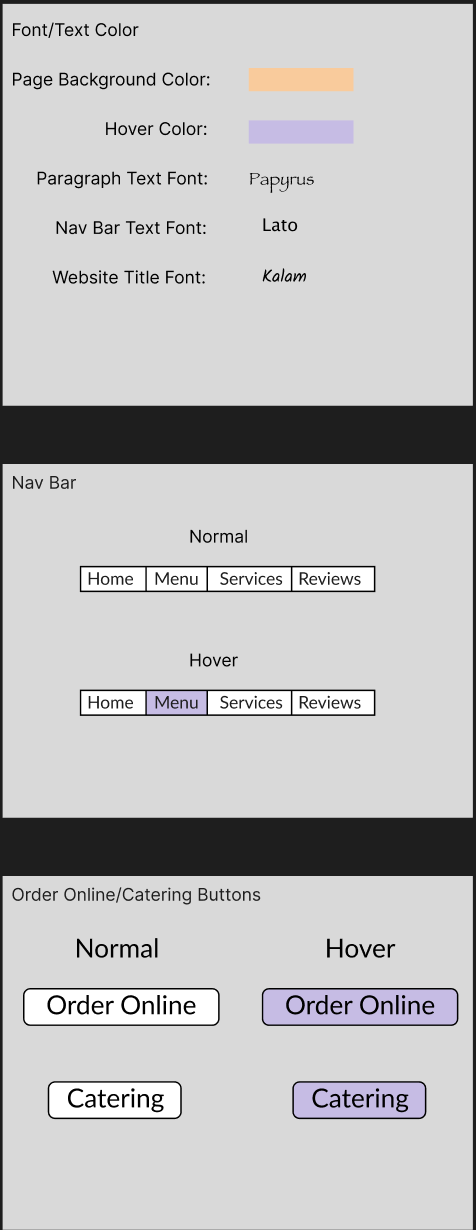 Font/Text Color
Page Background Color:
Hover Color:
Paragraph Text Font: Papyrus
Nav Bar Text Font: Lato
Website Title Font: Kalam
Nav Bar
Normal
Home Menu Services Reviews
Hover
Home Menu Services Reviews
Order Online/Catering Buttons
Normal Hover
Order Online Order Online
Catering Catering